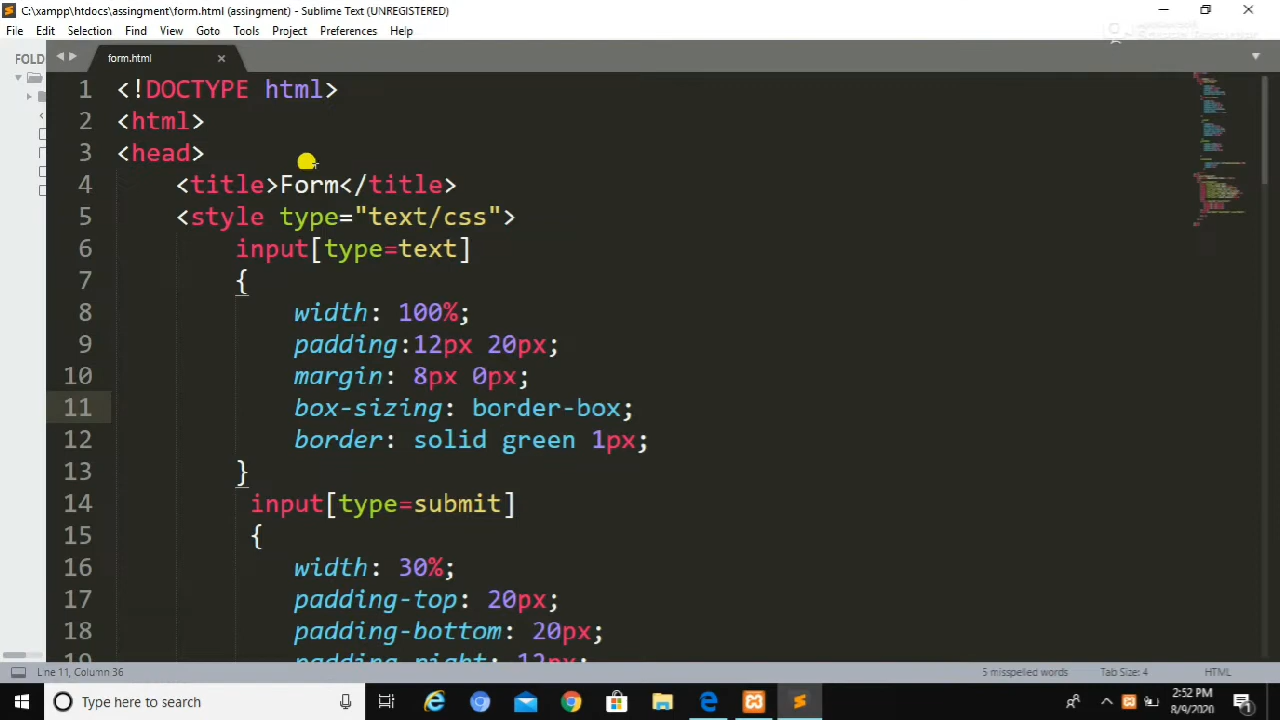 C:\xampp\htdocs\assingment\form.html (assingment) - Sublime Text (UNREGISTERED)
File Edit Selection Find View Goto Tools Project Preferences Help
FOLD
form.html
1 <!DOCTYPE html>
2 <html>
3 <head>
4 <title>Form</title>
5 <style type="text/css">
6 input[type=text]
7 {
8 width: 100%;
9 padding:12px 20px;
10 margin: 8px 0px;
11 box-sizing: border-box;
12 border: solid green 1px;
13 }
14 input[type=submit]
15 {
16 width: 30%;
17 padding-top: 20px;
18 padding-bottom: 20px;
19 padding-right: 12px;
Line 11, Column 36
5 misspelled words
Tab Size: 4
HTML
Type here to search
2:52 PM
8/9/2020